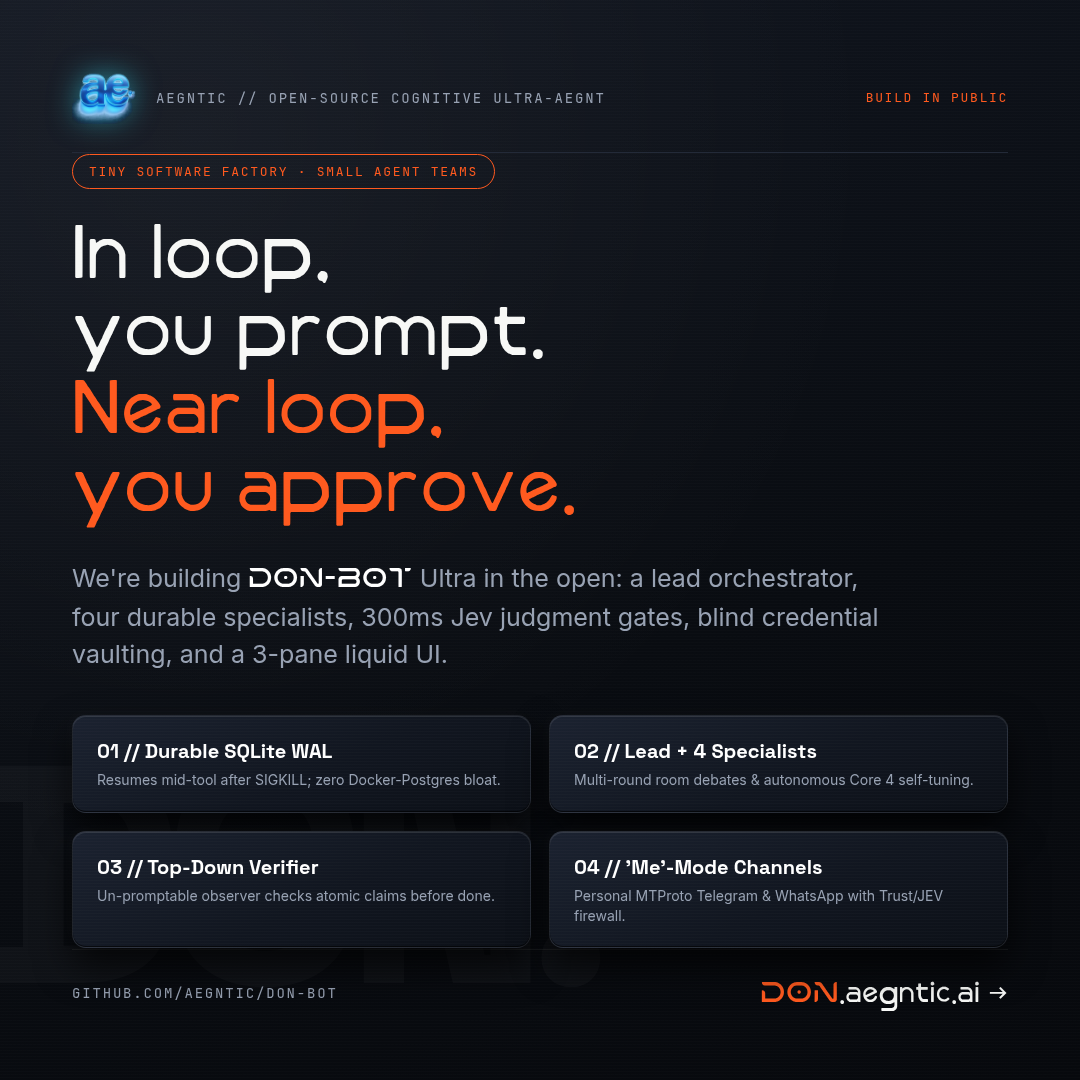 ae
AEGNTIC // OPEN-SOURCE COGNITIVE ULTRA-AEGNT
BUILD IN PUBLIC
TINY SOFTWARE FACTORY · SMALL AGENT TEAMS
In loop,
you prompt.
Near loop,
you approve.
We're building DON-BOT Ultra in the open: a lead orchestrator,
four durable specialists, 300ms Jev judgment gates, blind credential
vaulting, and a 3-pane liquid UI.
01 // Durable SQLite WAL
Resumes mid-tool after SIGKILL; zero Docker-Postgres bloat.
02 // Lead + 4 Specialists
Multi-round room debates & autonomous Core 4 self-tuning.
03 // Top-Down Verifier
Un-promptable observer checks atomic claims before done.
04 // ’Me’-Mode Channels
Personal MTProto Telegram & WhatsApp with Trust/JEV
firewall.
DON.
GITHUB.COM/AEGNTIC/DON-BOT
DON.aegntic.ai →